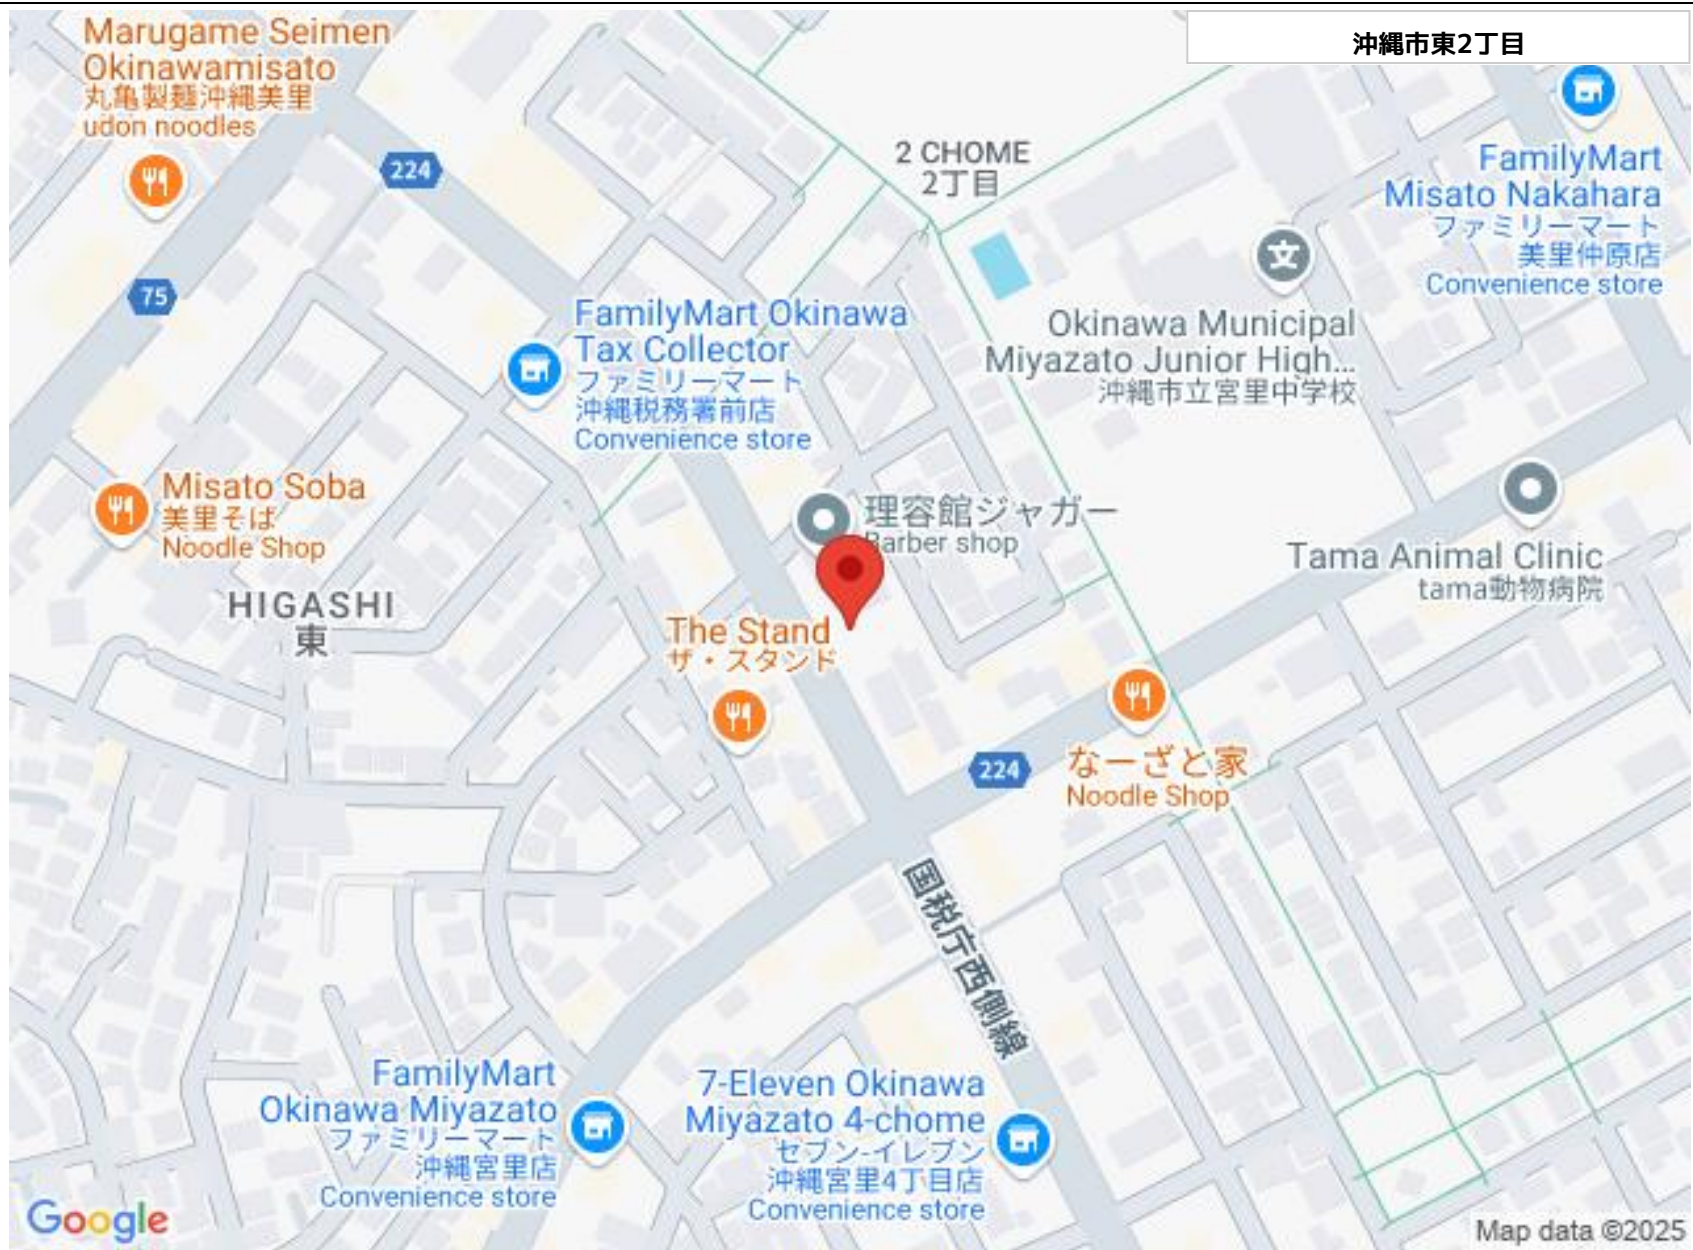 沖縄市東2丁目
Marugame Seimen
Okinawamisato
丸亀製麺沖縄美里
udon noodles
224
2 CHOME
2丁目
FamilyMart
Misato Nakahara
ファミリーマート
美里仲原店
Convenience store
75
文
FamilyMart Okinawa
Tax Collector
ファミリーマート
沖縄税務署前店
Convenience store
Okinawa Municipal
Miyazato Junior High...
沖縄市立宮里中学校
Misato Soba
美里そば
Noodle Shop
理容館ジャガー
Barber shop
Tama Animal Clinic
tama動物病院
HIGASHI
東
The Stand
ザ・スタンド
224
なーざと家
Noodle Shop
国税庁西側線
FamilyMart
Okinawa Miyazato
ファミリーマート
沖縄宮里店
Convenience store
7-Eleven Okinawa
Miyazato 4-chome
セブン-イレブン
沖縄宮里4丁目店
Convenience store
Google
Map data ©2025